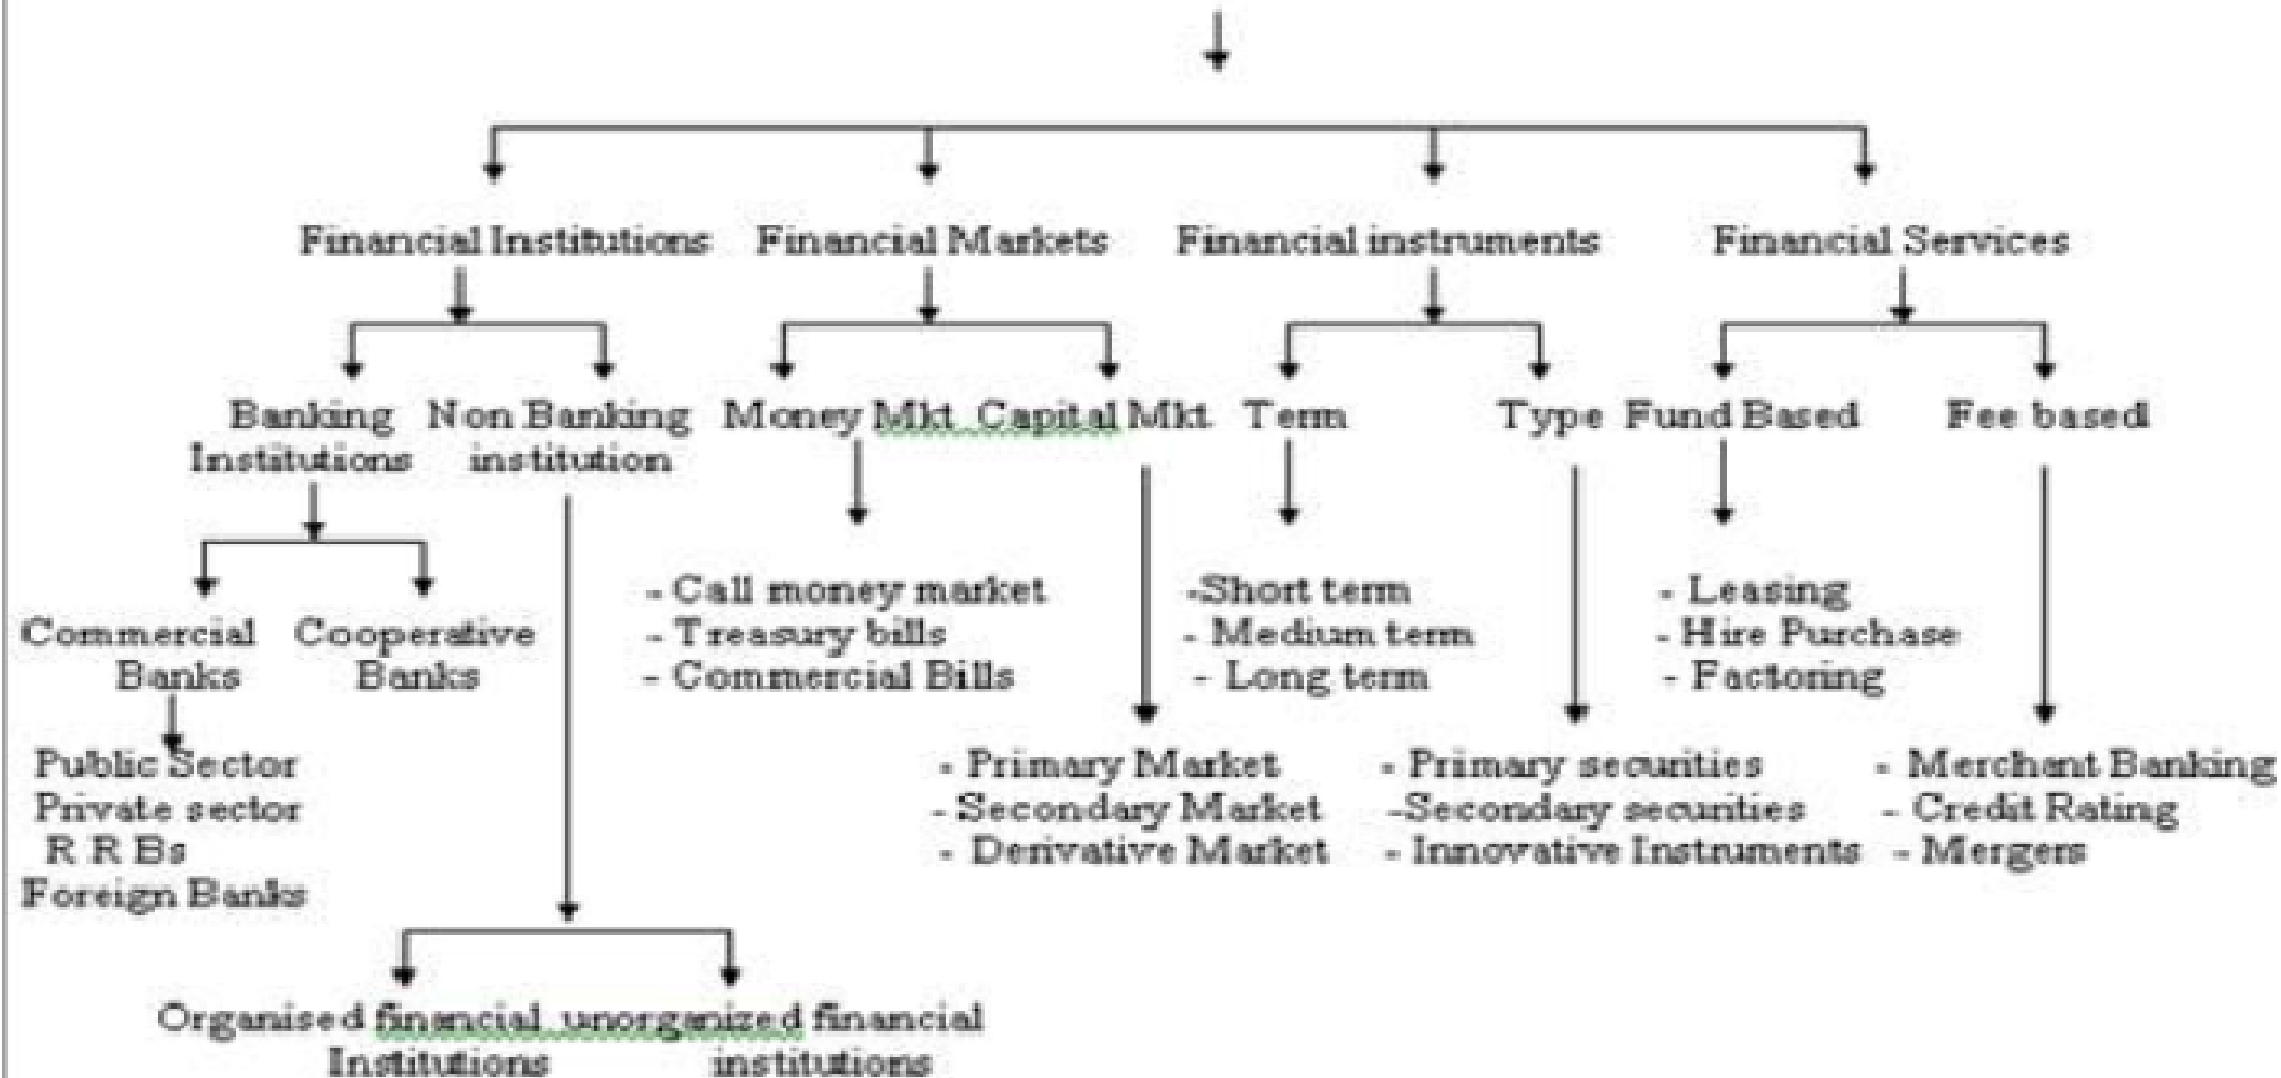 Financial Institutions Financial Markets Financial instruments Financial Services
Banking Non Banking Money Mkt Capital Mkt Term Type Fund Based Fee based
Institutions institution
- Call money market -Short term - Leasing
Commercial Cooperative - Treasury bills - Medium term - Hire Purchase
Banks Banks - Commercial Bills - Long term - Factoring
Public Sector - Primary Market - Primary securities - Merchant Banking
Private sector - Secondary Market -Secondary securities - Credit Rating
R R Bs - Derivative Market - Innovative Instruments - Mergers
Foreign Banks
Organised financial unorganized financial
Institutions institutions